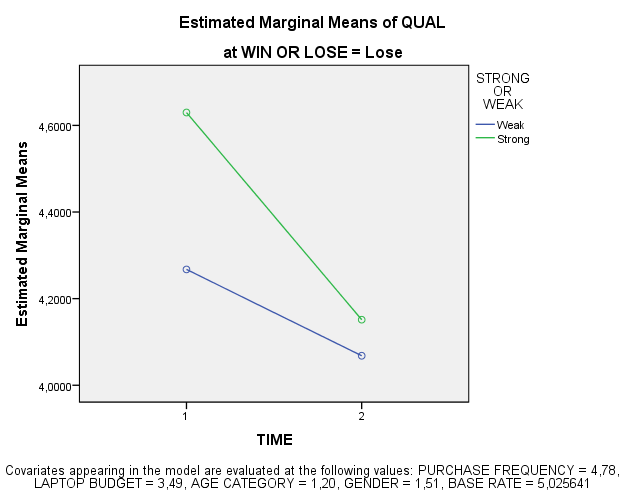 Estimated Marginal Means of QUAL
at WIN OR LOSE = Lose
STRONG
OR
WEAK
Weak
Strong
Estimated Marginal Means
4,6000
4,4000
4,2000
4,0000
1
2
TIME
Covariates appearing in the model are evaluated at the following values: PURCHASE FREQUENCY = 4,78,
LAPTOP BUDGET = 3,49, AGE CATEGORY = 1,20, GENDER = 1,51, BASE RATE = 5,025641